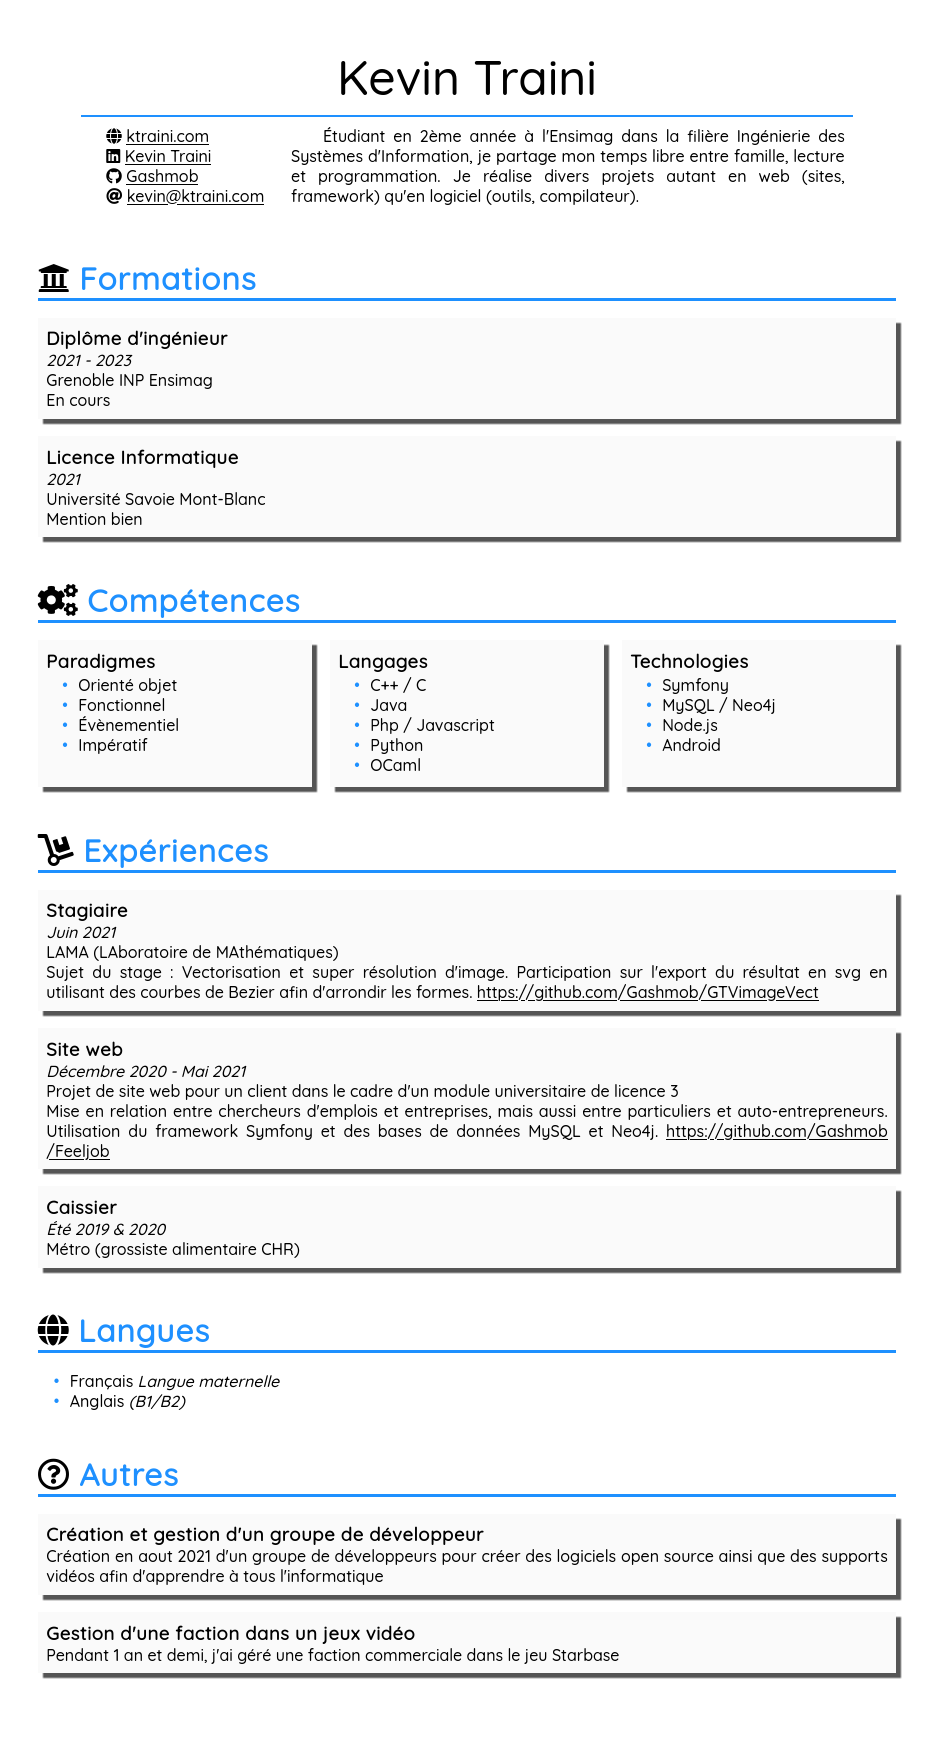 Kevin Traini
ktraini.com
Kevin Traini
Gashmob
kevin@ktraini.com
Étudiant en 2ème année à l'Ensimag dans la filière Ingénierie des
Systèmes d'Information, je partage mon temps libre entre famille, lecture
et programmation. Je réalise divers projets autant en web (sites,
framework) qu'en logiciel (outils, compilateur).
Formations
Diplôme d'ingénieur
2021 - 2023
Grenoble INP Ensimag
En cours
Licence Informatique
2021
Université Savoie Mont-Blanc
Mention bien
Compétences
Paradigmes
• Orienté objet
• Fonctionnel
• Évènementiel
• Impératif
Langages
• C++ / C
• Java
• Php / Javascript
• Python
• OCaml
Technologies
• Symfony
• MySQL / Neo4j
• Node.js
• Android
Expériences
Stagiaire
Juin 2021
LAMA (LAboratoire de MAthématiques)
Sujet du stage : Vectorisation et super résolution d'image. Participation sur l'export du résultat en svg en
utilisant des courbes de Bezier afin d'arrondir les formes. https://github.com/Gashmob/GTVimageVect
Site web
Décembre 2020 - Mai 2021
Projet de site web pour un client dans le cadre d'un module universitaire de licence 3
Mise en relation entre chercheurs d'emplois et entreprises, mais aussi entre particuliers et auto-entrepreneurs.
Utilisation du framework Symfony et des bases de données MySQL et Neo4j. https://github.com/Gashmob
/Feeljob
Caissier
Été 2019 & 2020
Métro (grossiste alimentaire CHR)
Langues
• Français Langue maternelle
• Anglais (B1/B2)
Autres
Création et gestion d'un groupe de développeur
Création en aout 2021 d'un groupe de développeurs pour créer des logiciels open source ainsi que des supports
vidéos afin d'apprendre à tous l'informatique
Gestion d'une faction dans un jeux vidéo
Pendant 1 an et demi, j'ai géré une faction commerciale dans le jeu Starbase